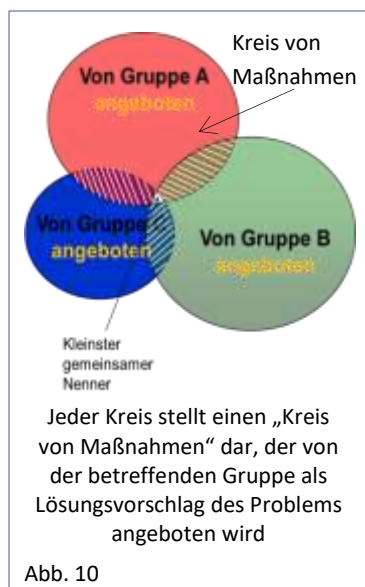 Kreis von
Maßnahmen
Von Gruppe A
angeboten
Von Gruppe C
angeboten
Von Gruppe B
angeboten
Kleinster
gemeinsamer
Nenner
Jeder Kreis stellt einen „Kreis
von Maßnahmen“ dar, der von
der betreffenden Gruppe als
Lösungsvorschlag des Problems
angeboten wird
Abb. 10